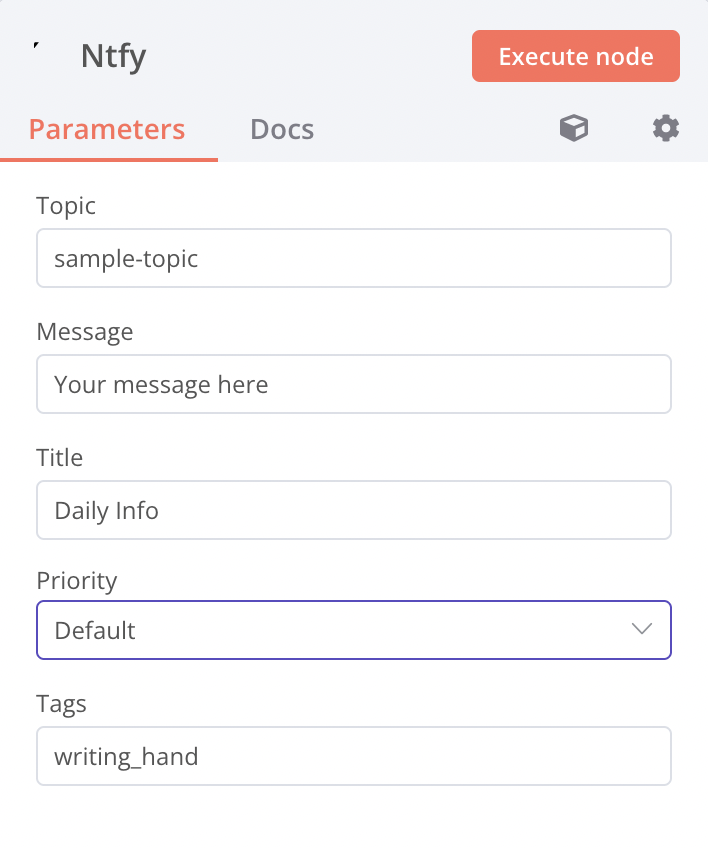 Ntfy
Execute node
Parameters
Docs
Topic
sample-topic
Message
Your message here
Title
Daily Info
Priority
Default
Tags
writing_hand